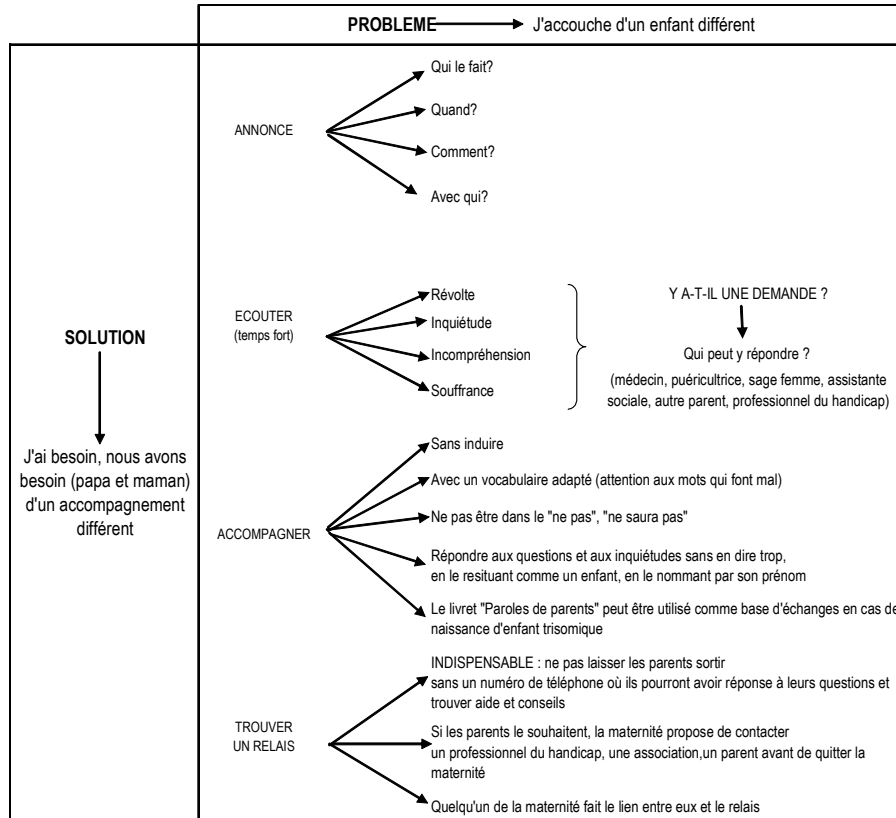 PROBLEME J'accouche d'un enfant différent
SOLUTION
J'ai besoin, nous avons
besoin (papa et maman)
d'un accompagnement
différent
ANNONCE
Qui le fait?
Quand?
Comment?
Avec qui?
ECOUTER
(temps fort)
Révolte
Inquiétude
Incompréhension
Souffrance
Y A-T-IL UNE DEMANDE ?
Qui peut y répondre ?
(médecin, puéricultrice, sage femme, assistante
sociale, autre parent, professionnel du handicap)
ACCOMPAGNER
Sans induire
Avec un vocabulaire adapté (attention aux mots qui font mal)
Ne pas être dans le "ne pas", "ne saura pas"
Répondre aux questions et aux inquiétudes sans en dire trop,
en le resituant comme un enfant, en le nommant par son prénom
Le livret "Paroles de parents" peut être utilisé comme base d'échanges en cas de
naissance d'enfant trisomique
TROUVER
UN RELAIS
INDISPENSABLE : ne pas laisser les parents sortir
sans un numéro de téléphone où ils pourront avoir réponse à leurs questions et
trouver aide et conseils
Si les parents le souhaitent, la maternité propose de contacter
un professionnel du handicap, une association,un parent avant de quitter la
maternité
Quelqu'un de la maternité fait le lien entre eux et le relais